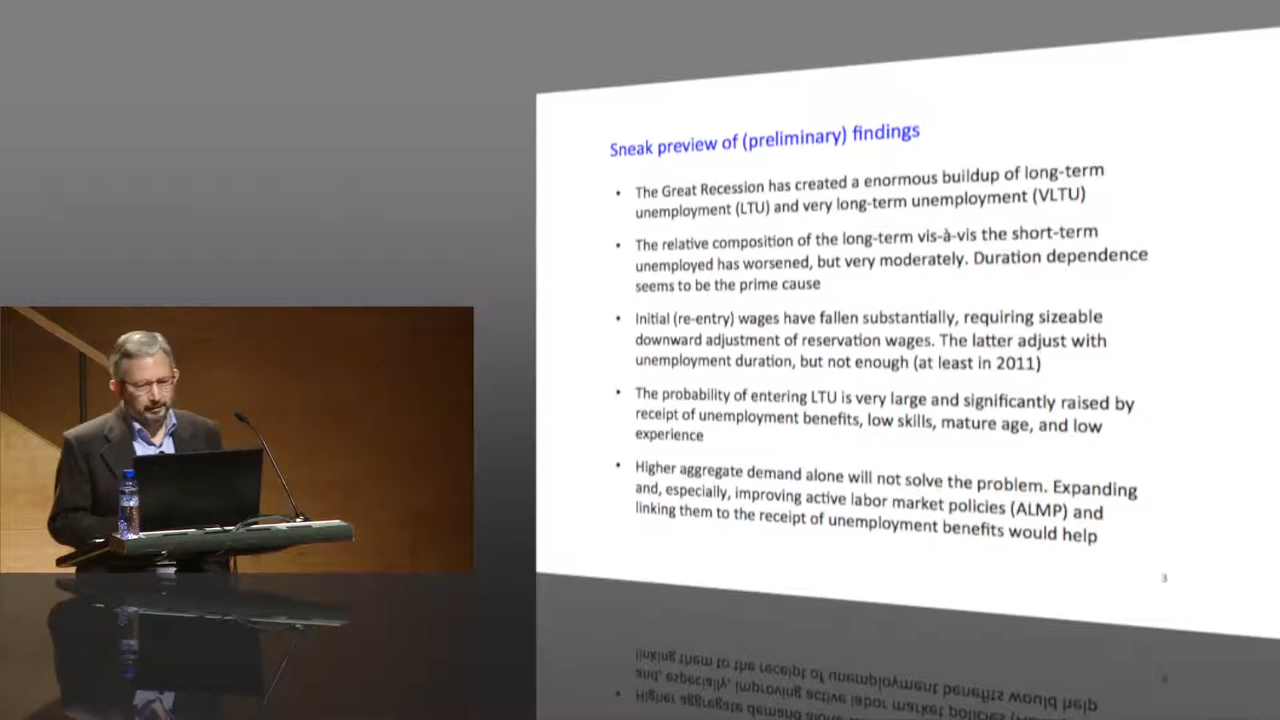 Sneak preview of (preliminary) findings
• The Great Recession has created a enormous buildup of long-term
unemployment (LTU) and very long-term unemployment (VLTU)
• The relative composition of the long-term vis-à-vis the short-term
unemployed has worsened, but very moderately. Duration dependence
seems to be the prime cause
• Initial (re-entry) wages have fallen substantially, requiring sizeable
downward adjustment of reservation wages. The latter adjust with
unemployment duration, but not enough (at least in 2011)
• The probability of entering LTU is very large and significantly raised by
receipt of unemployment benefits, low skills, mature age, and low
experience
• Higher aggregate demand alone will not solve the problem. Expanding
and, especially, improving active labor market policies (ALMP) and
linking them to the receipt of unemployment benefits would help
3